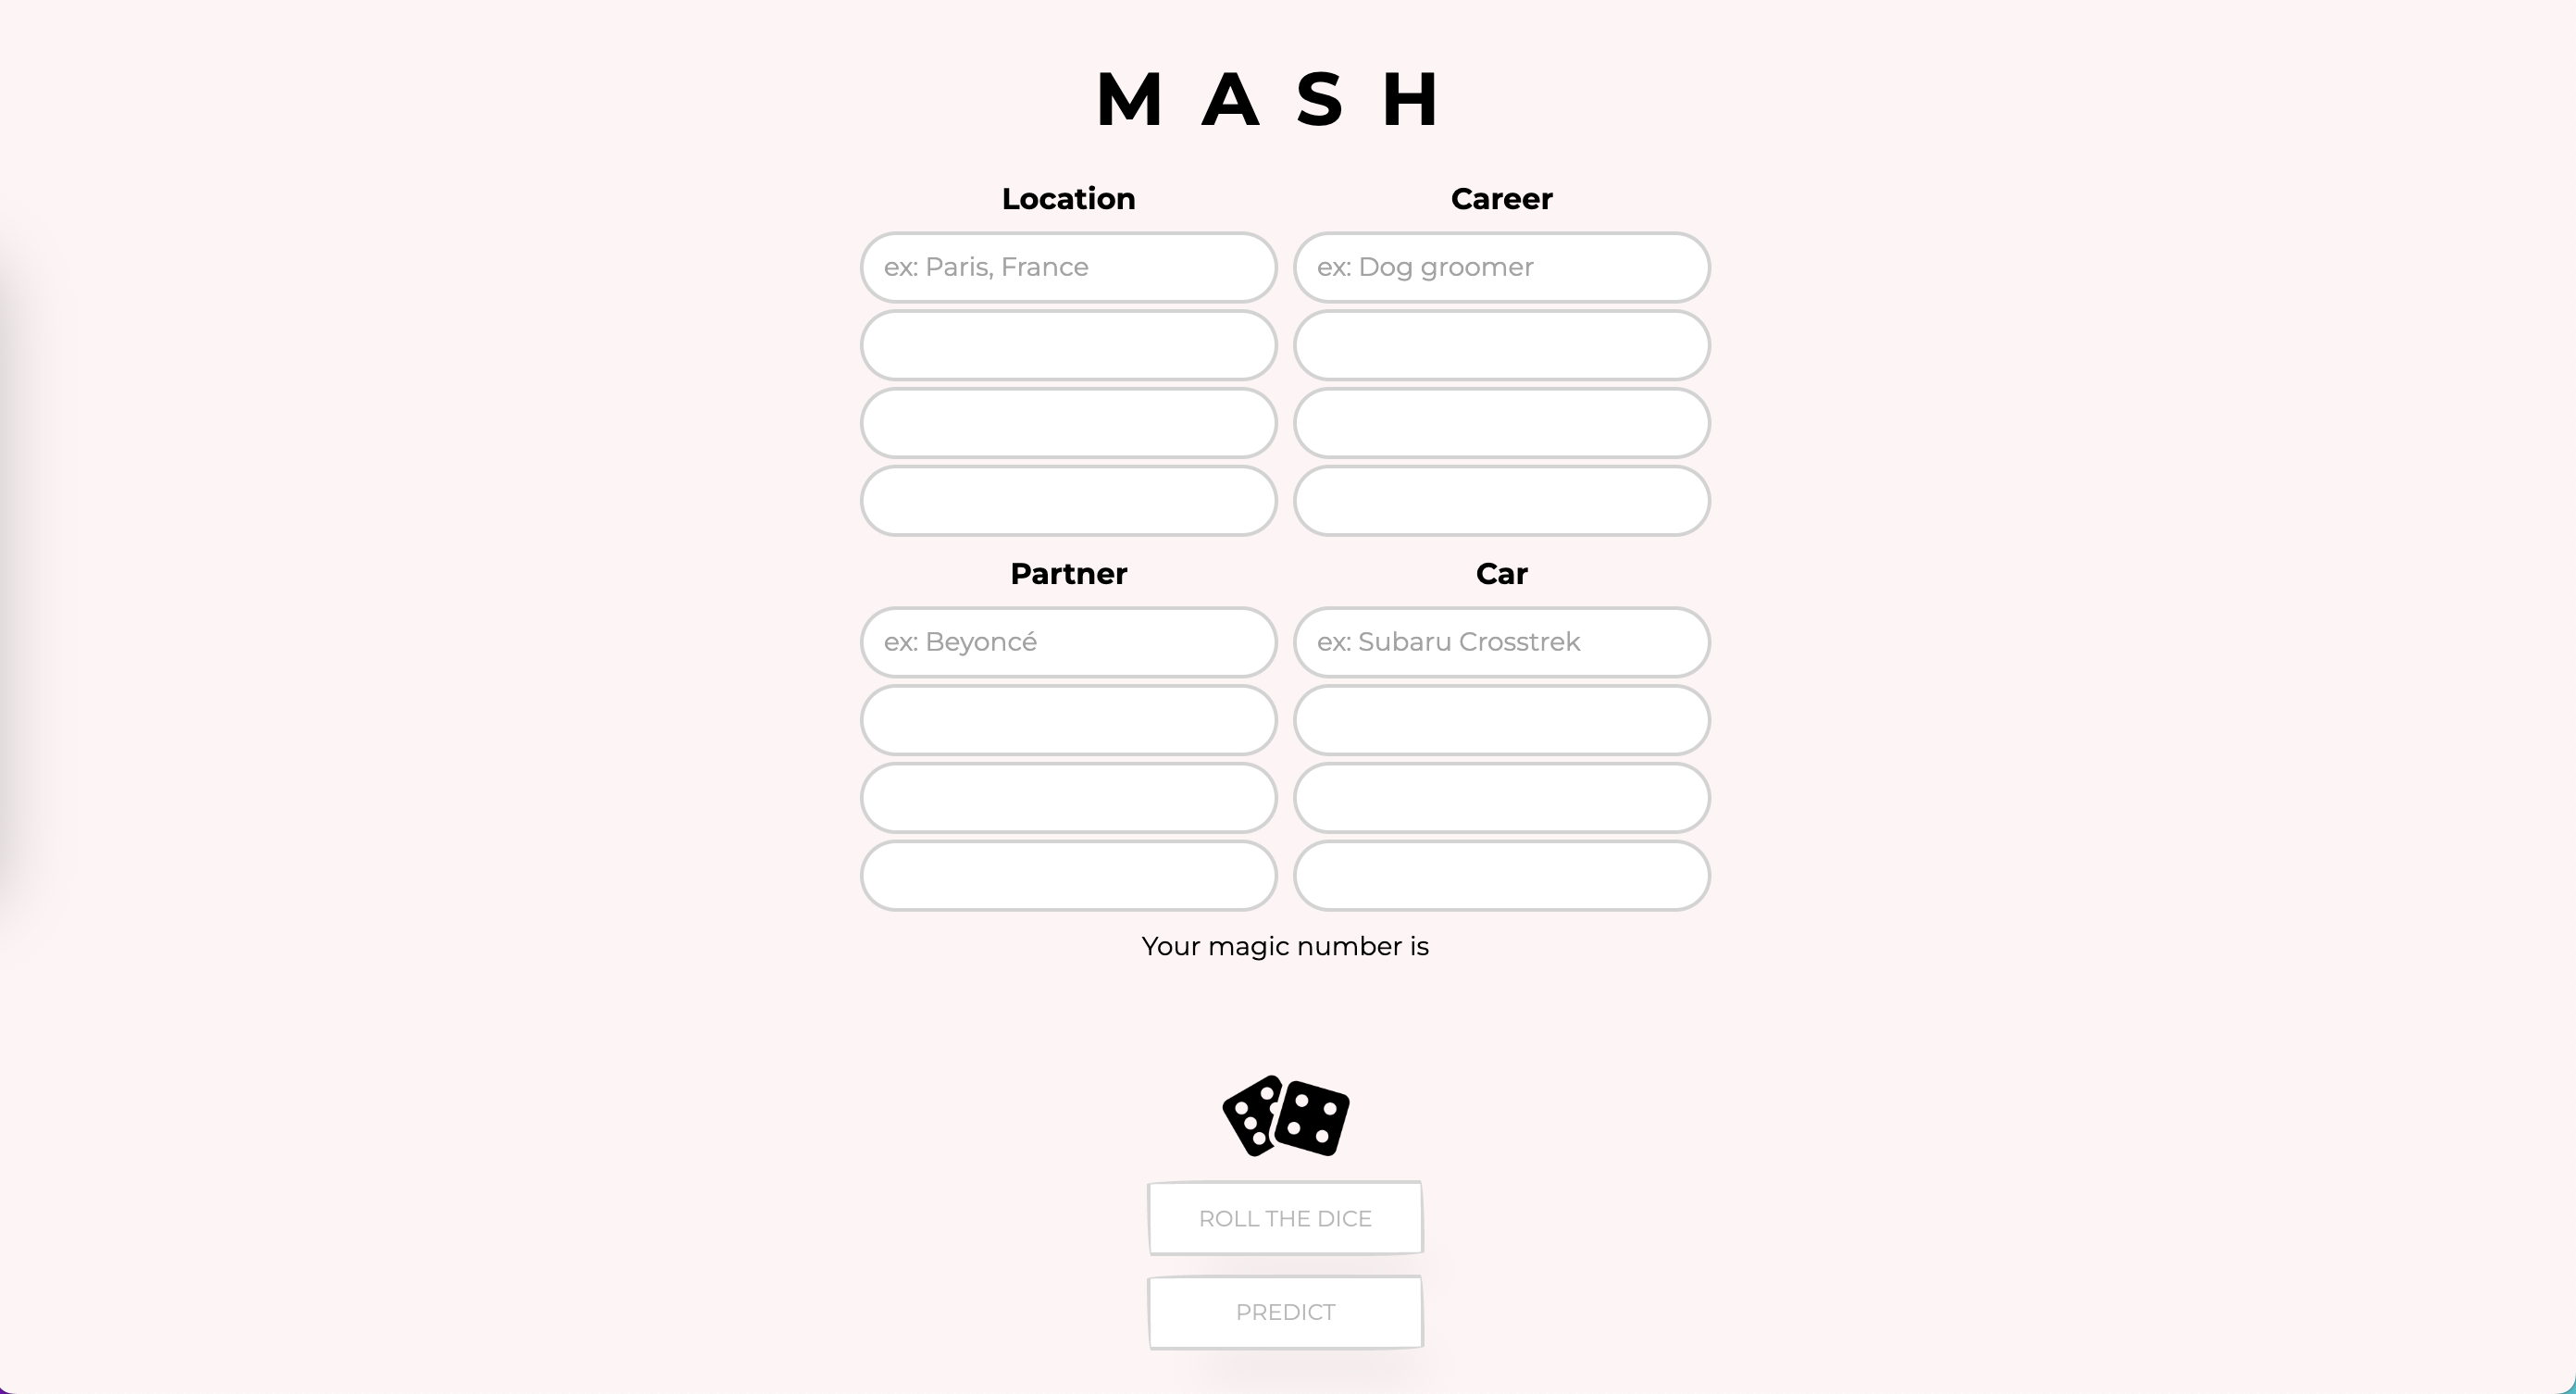 M A S H
Location
Career
ex: Paris, France
ex: Dog groomer
Partner
Car
ex: Beyoncé
ex: Subaru Crosstrek
Your magic number is
ROLL THE DICE
PREDICT